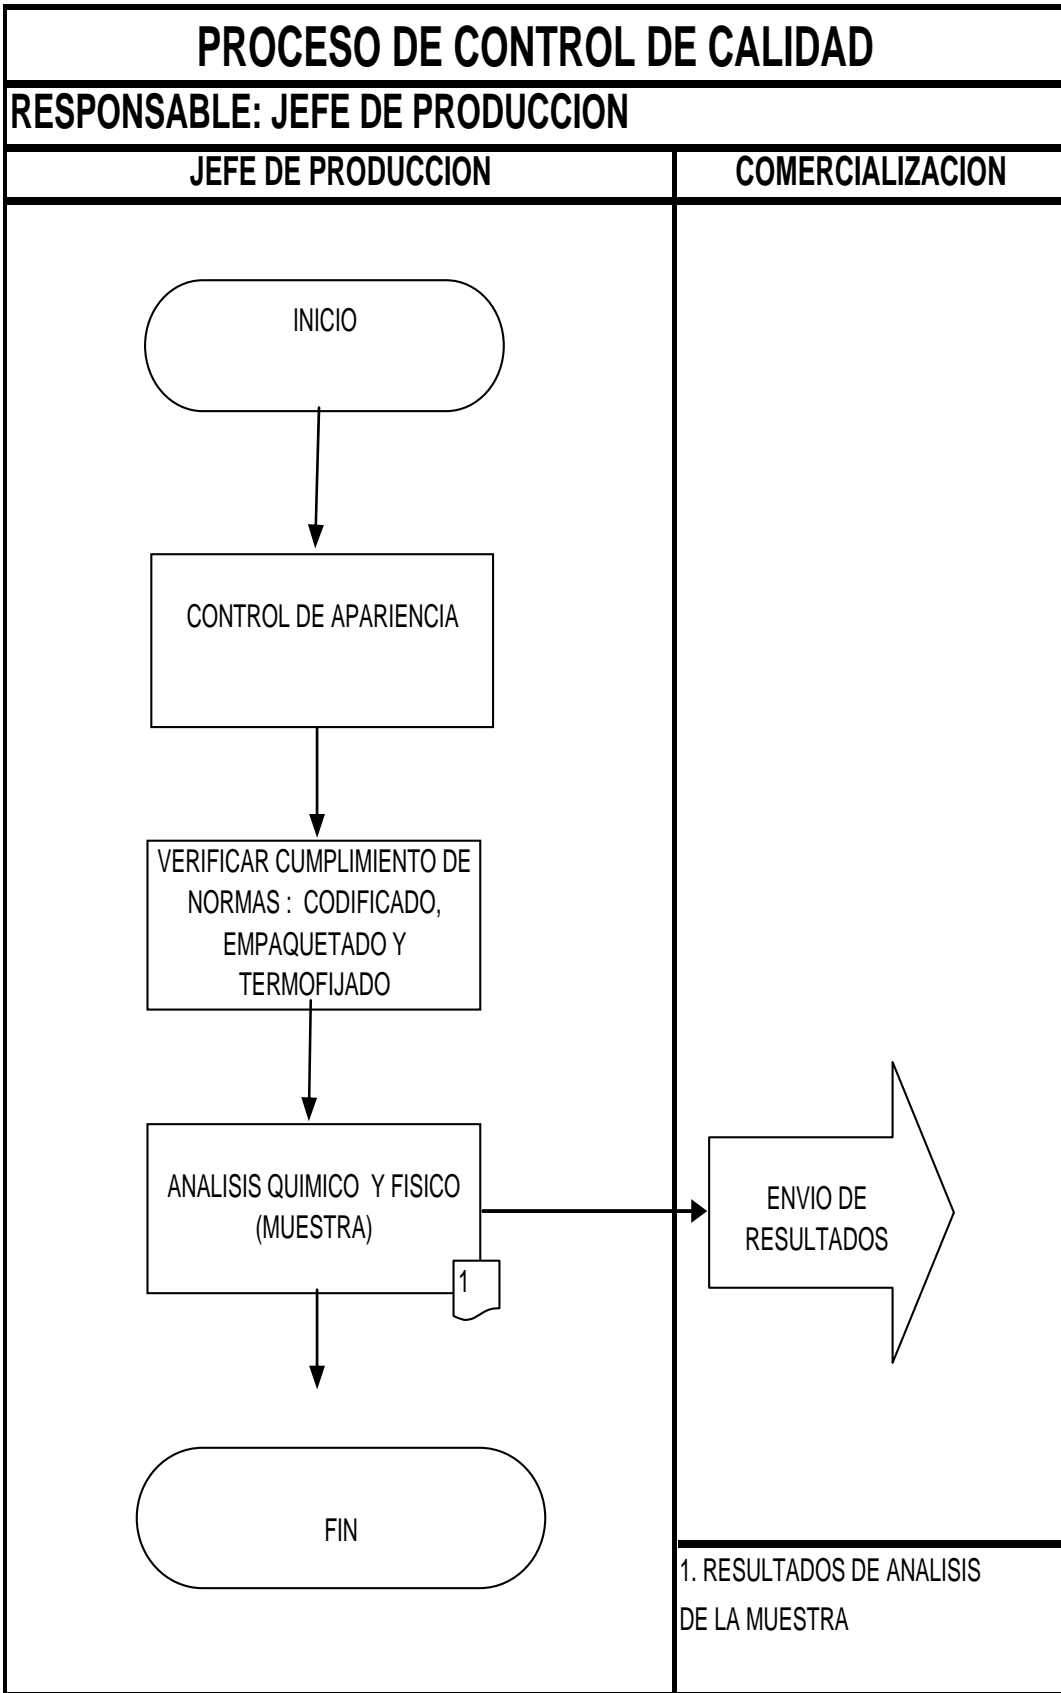 PROCESO DE CONTROL DE CALIDAD
RESPONSABLE: JEFE DE PRODUCCION
JEFE DE PRODUCCION
COMERCIALIZACION
INICIO
CONTROL DE APARIENCIA
VERIFICAR CUMPLIMIENTO DE
NORMAS : CODIFICADO,
EMPAQUETADO Y
TERMOFIJADO
ANALISIS QUIMICO Y FISICO
(MUESTRA)
1
ENVIO DE
RESULTADOS
FIN
1. RESULTADOS DE ANALISIS
DE LA MUESTRA